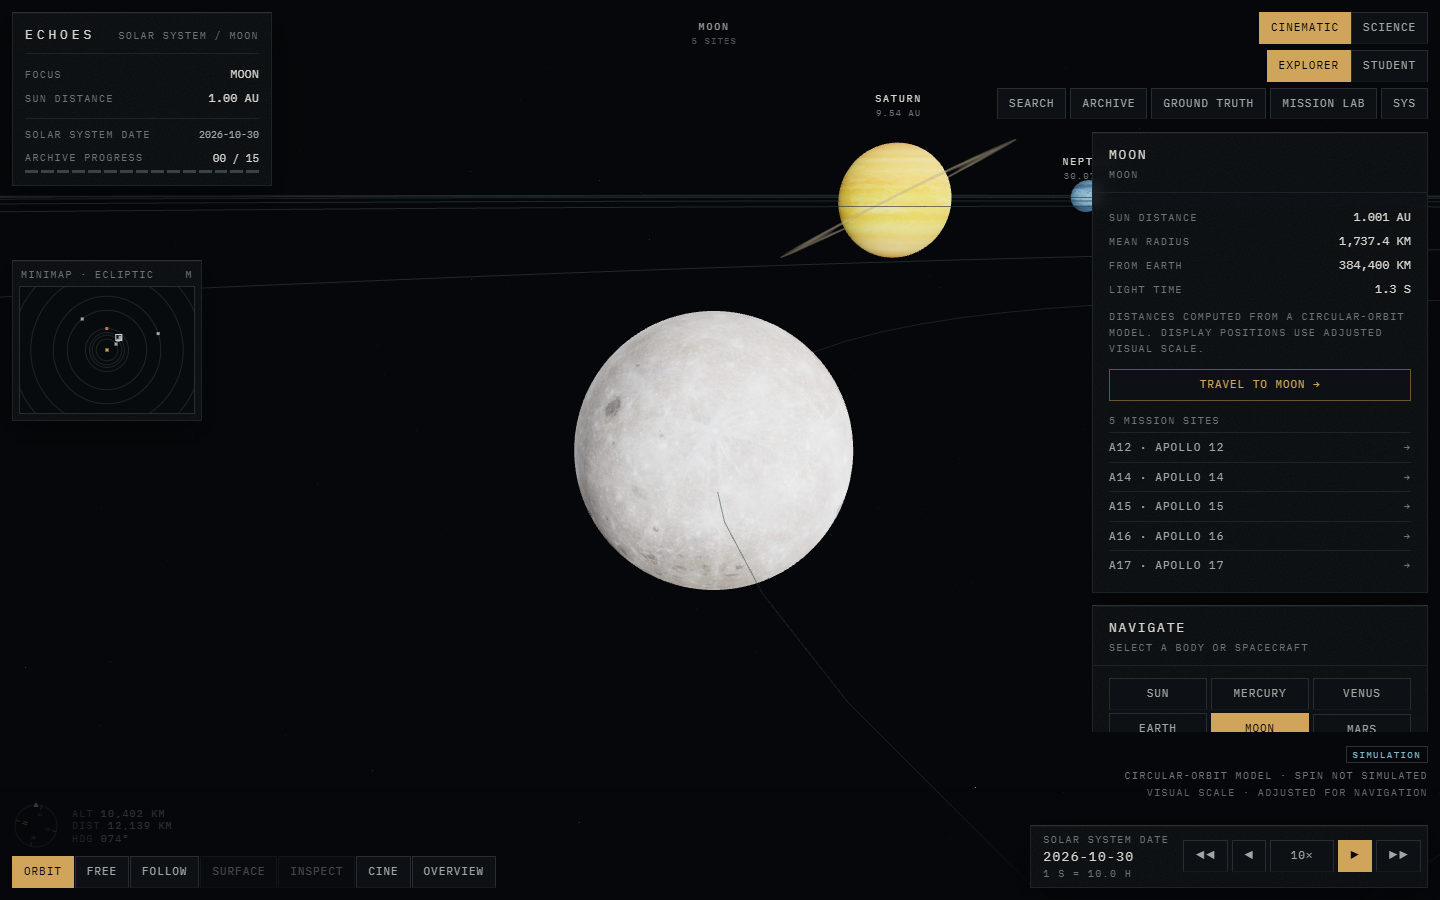 ECHOES
SOLAR SYSTEM / MOON
FOCUS MOON
SUN DISTANCE 1.00 AU
SOLAR SYSTEM DATE 2026-10-30
ARCHIVE PROGRESS 00 / 15
MINIMAP · ECLIPTIC M
MOON
5 SITES
SATURN
9.54 AU
NEPT
30.0
CINEMATIC SCIENCE
EXPLORER STUDENT
SEARCH ARCHIVE GROUND TRUTH MISSION LAB SYS
MOON
MOON
SUN DISTANCE 1.001 AU
MEAN RADIUS 1,737.4 KM
FROM EARTH 384,400 KM
LIGHT TIME 1.3 S
DISTANCES COMPUTED FROM A CIRCULAR-ORBIT
MODEL. DISPLAY POSITIONS USE ADJUSTED
VISUAL SCALE.
TRAVEL TO MOON →
5 MISSION SITES
A12 · APOLLO 12 →
A14 · APOLLO 14 →
A15 · APOLLO 15 →
A16 · APOLLO 16 →
A17 · APOLLO 17 →
NAVIGATE
SELECT A BODY OR SPACECRAFT
SUN MERCURY VENUS
EARTH MOON MARS
SIMULATION
CIRCULAR-ORBIT MODEL · SPIN NOT SIMULATED
VISUAL SCALE · ADJUSTED FOR NAVIGATION
ALT 10,402 KM
DIST 12,139 KM
HDG 074°
ORBIT FREE FOLLOW SURFACE INSPECT CINE OVERVIEW
SOLAR SYSTEM DATE
2026-10-30
1 S = 10.0 H
◀◀ ◀ 10× ▶ ▶▶